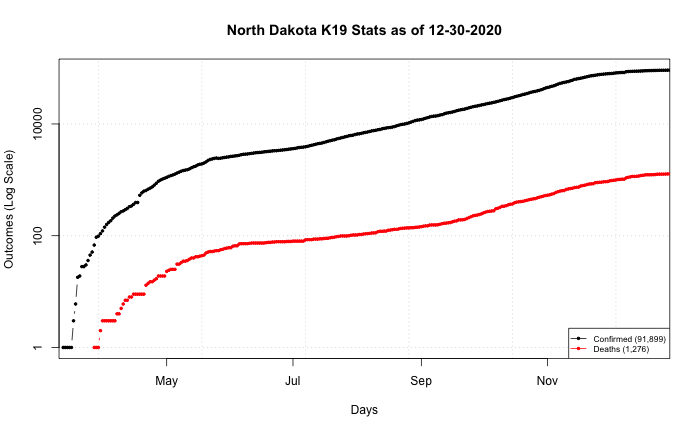 North Dakota K19 Stats as of 12-30-2020
Outcomes (Log Scale)
10000
100
1
Confirmed (91,899)
Deaths (1,276)
May Jul Sep Nov
Days